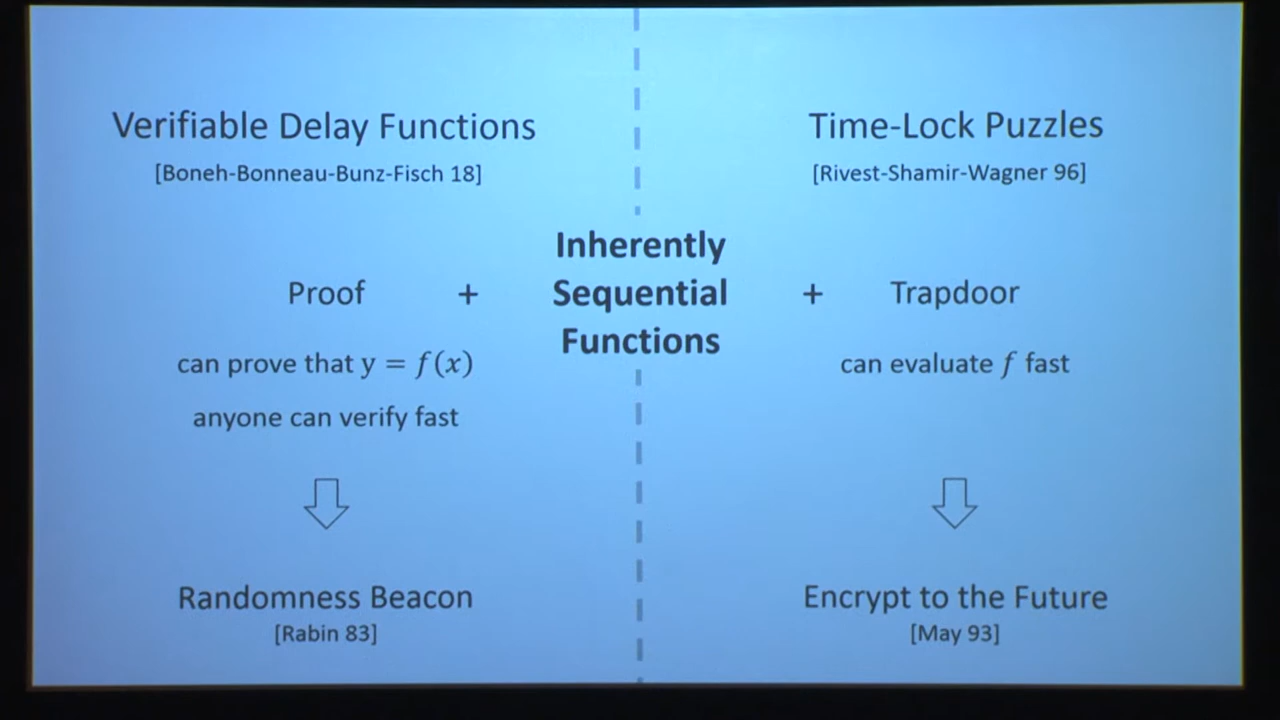 Verifiable Delay Functions
[Boneh-Bonneau-Bunz-Fisch 18]
Time-Lock Puzzles
[Rivest-Shamir-Wagner 96]
Inherently
Sequential
Functions
Proof
+
+
Trapdoor
can prove that y = f(x)
anyone can verify fast
can evaluate f fast
Randomness Beacon
[Rabin 83]
Encrypt to the Future
[May 93]